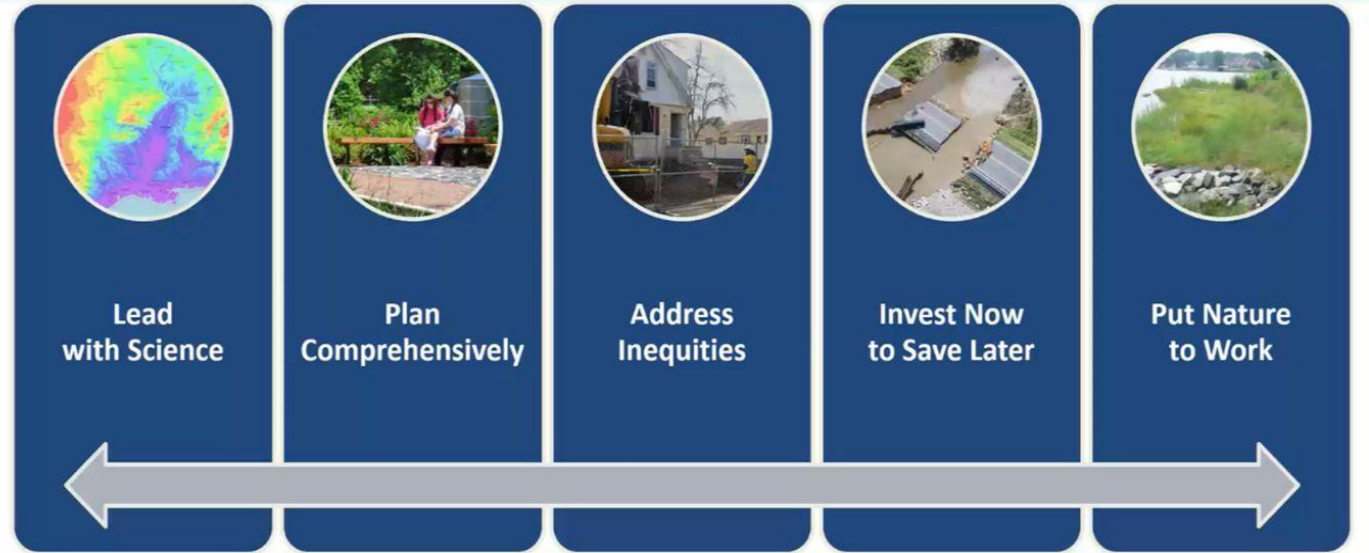 Lead
with Science
Plan
Comprehensively
Address
Inequities
Invest Now
to Save Later
Put Nature
to Work